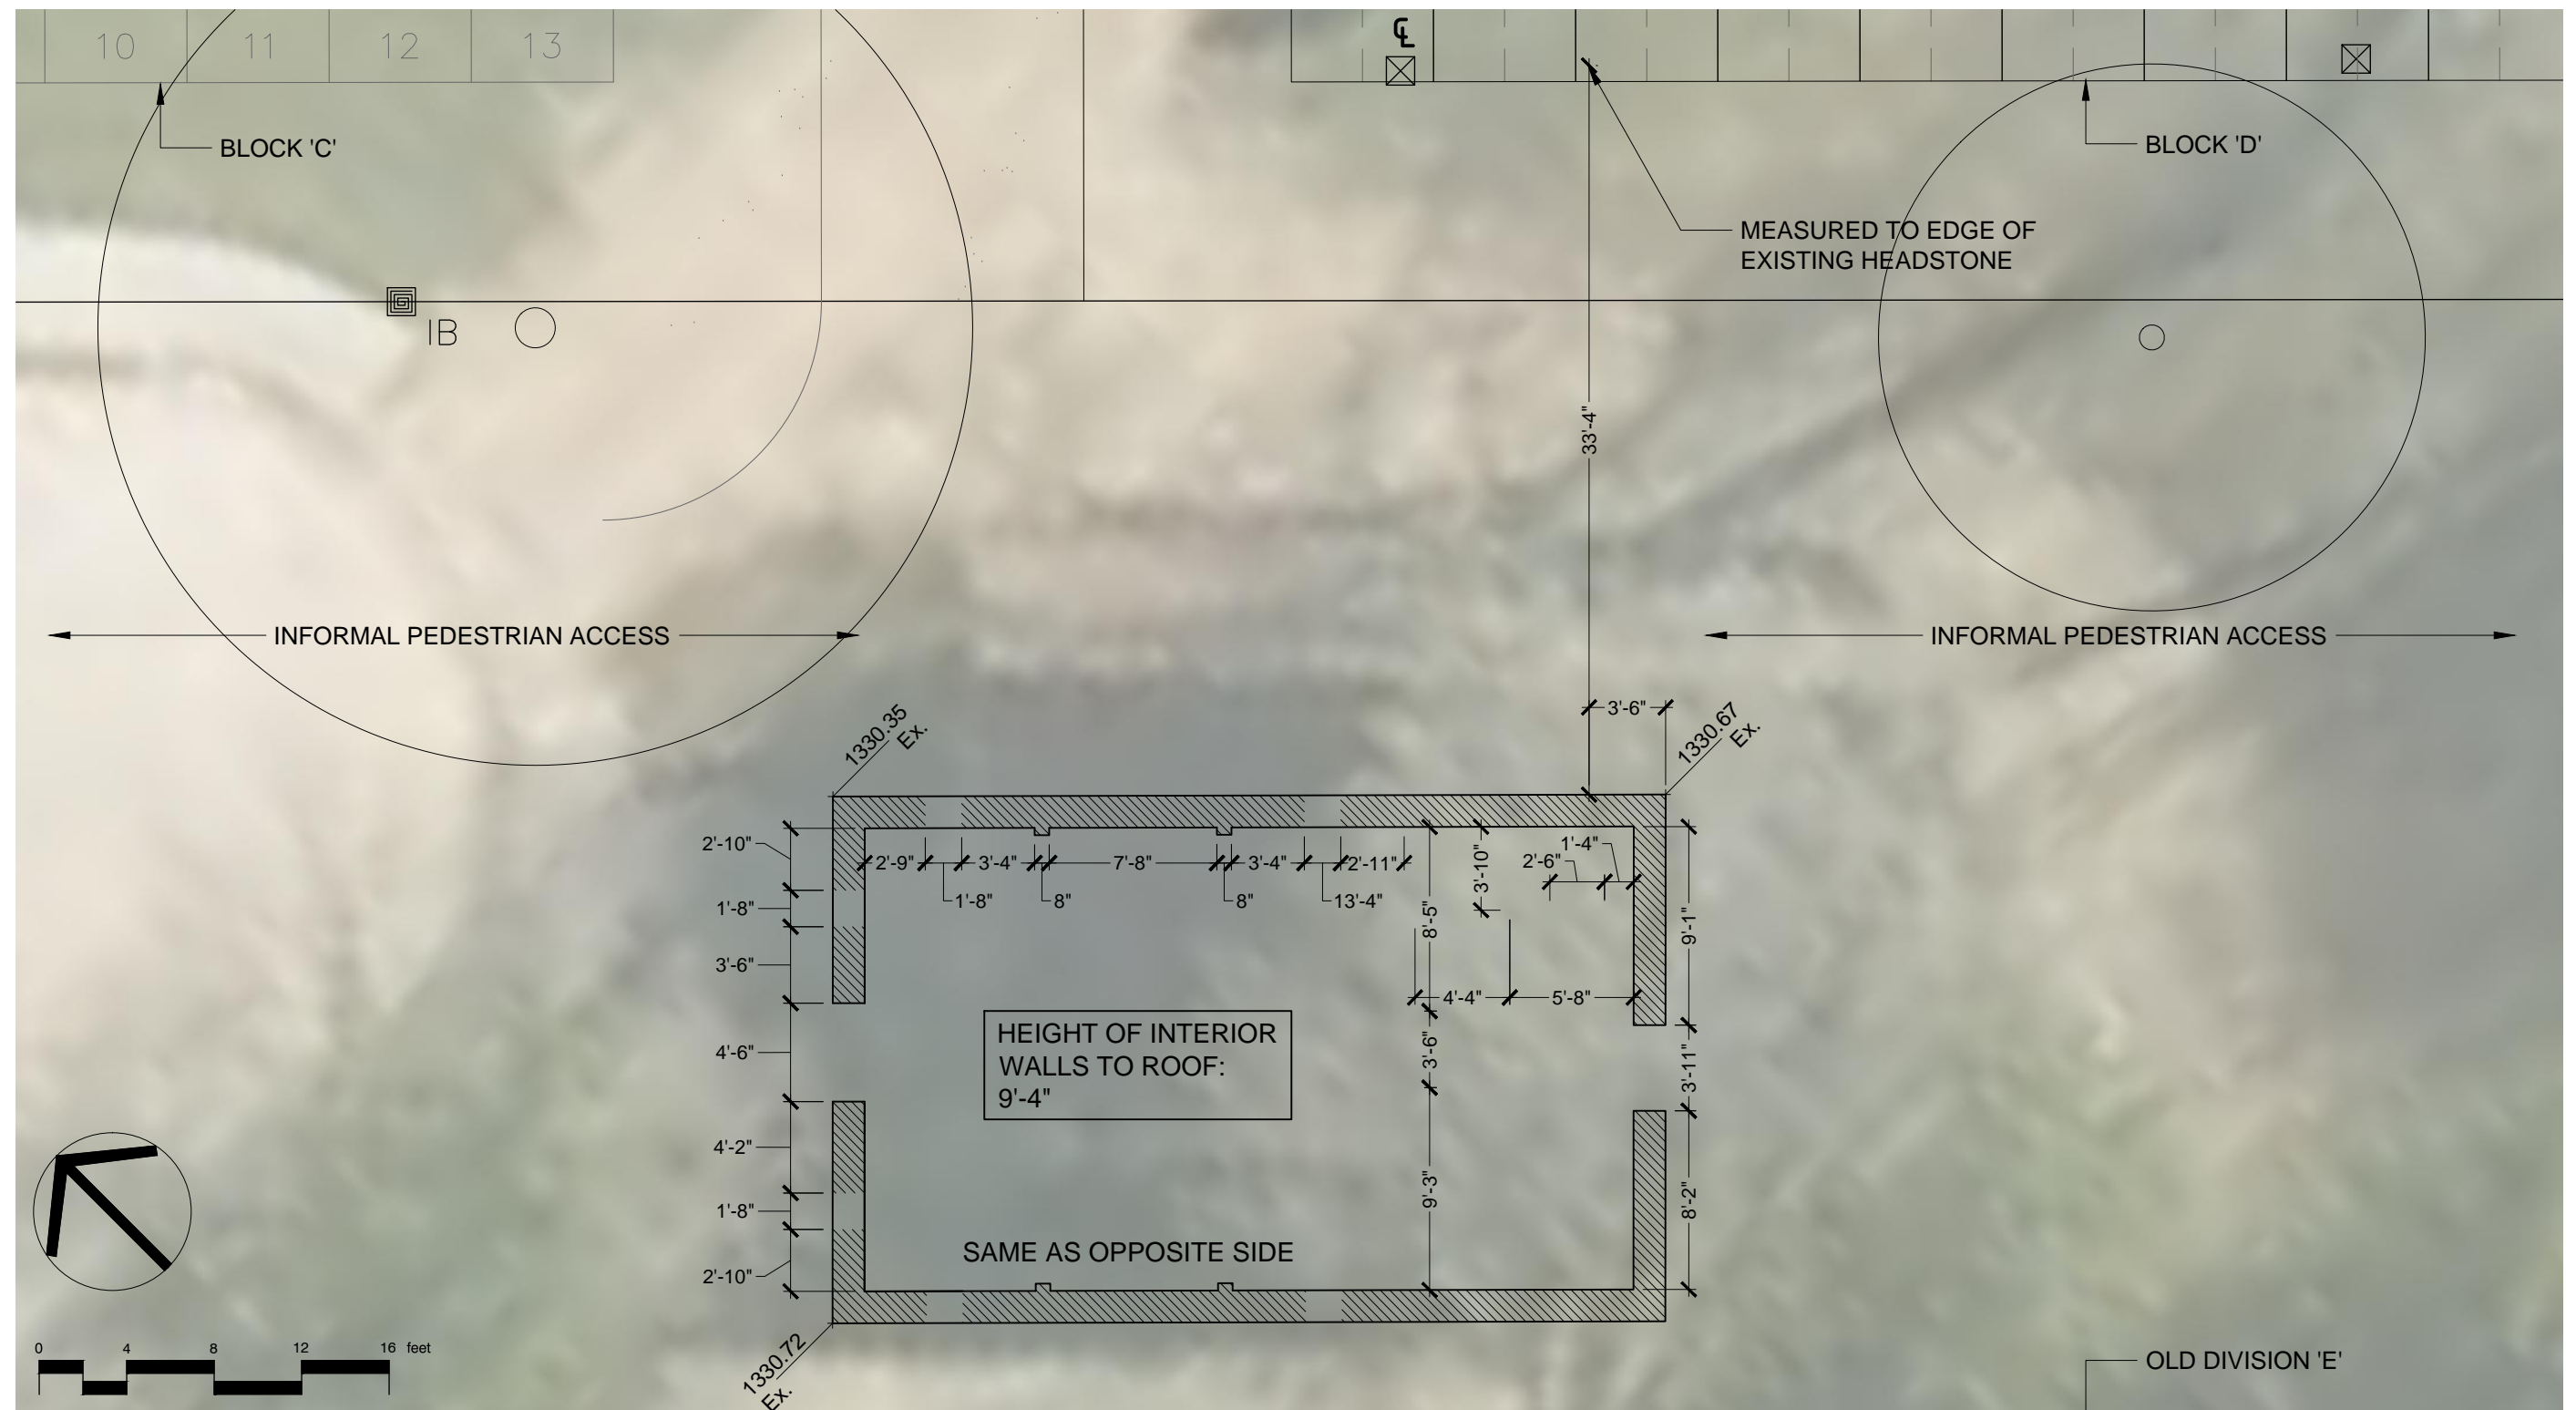 10 11 12 13
℄
BLOCK 'C'
BLOCK 'D'
MEASURED TO EDGE OF
EXISTING HEADSTONE
IB
33'-4"
INFORMAL PEDESTRIAN ACCESS
INFORMAL PEDESTRIAN ACCESS
3'-6"
1330.35
Ex.
1330.67
Ex.
2'-10"
1'-8"
3'-6"
4'-6"
4'-2"
1'-8"
2'-10"
2'-9"
3'-4"
7'-8"
3'-4"
2'-11"
1'-8"
8"
8"
13'-4"
3'-10"
2'-6"
1'-4"
8'-5"
9'-1"
4'-4"
5'-8"
3'-6"
3'-11"
9'-3"
8'-2"
HEIGHT OF INTERIOR
WALLS TO ROOF:
9'-4"
SAME AS OPPOSITE SIDE
1330.72
Ex.
0 4 8 12 16 feet
OLD DIVISION 'E'